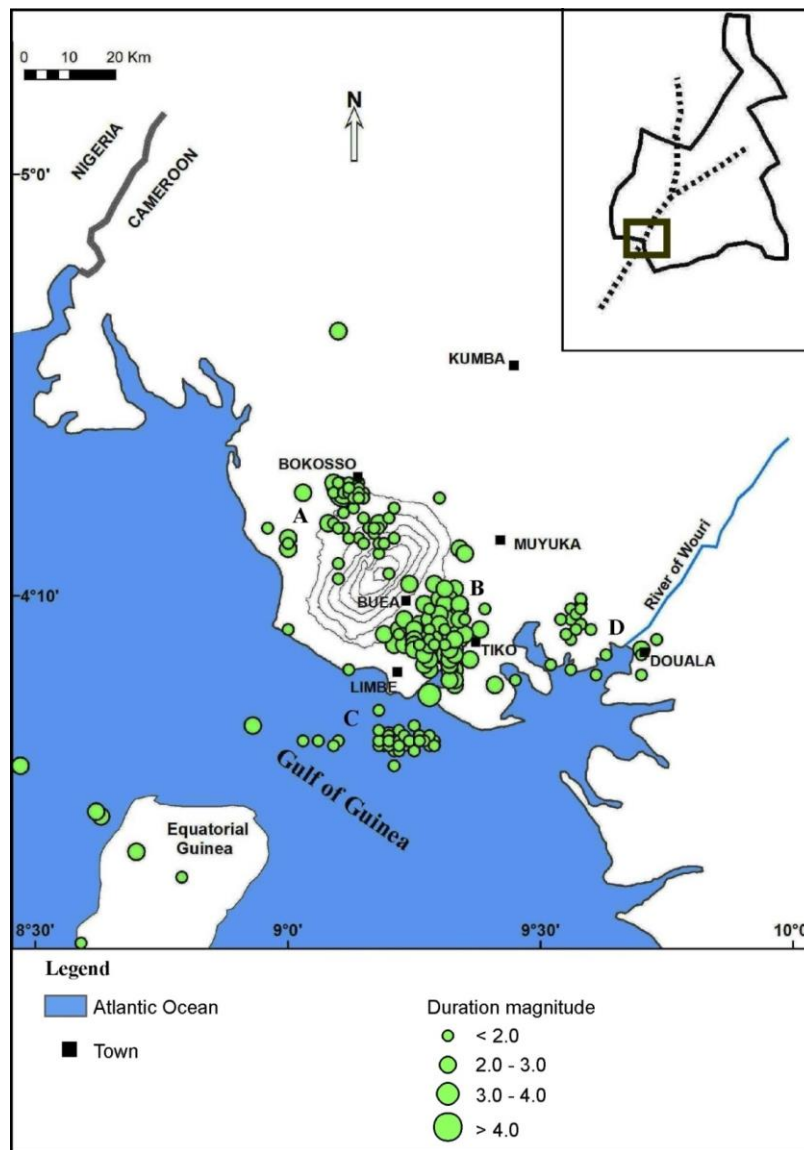 0 10 20 Km
N
NIGERIA
CAMEROON
5°0'
KUMBA
BOKOSSO
A
MUYUKA
River of Wouri
4°10'
BUEA
B
D
TIKO
DOUALA
LIMBE
C
Gulf of Guinea
Equatorial
Guinea
8°30'
9°0'
9°30'
10°0
Legend
Atlantic Ocean
Town
Duration magnitude
< 2.0
2.0 - 3.0
3.0 - 4.0
> 4.0